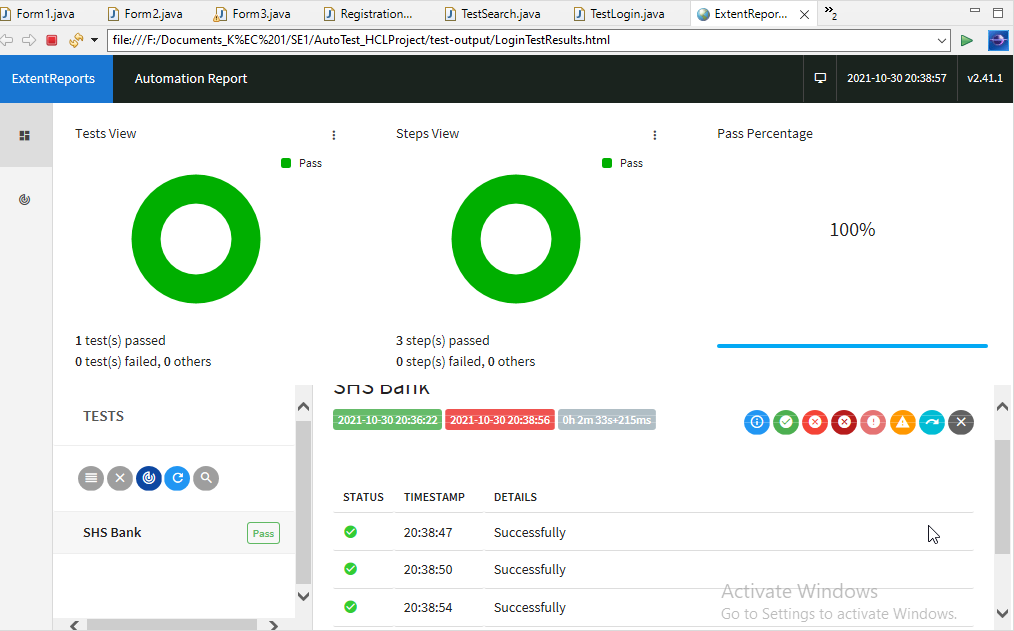 Form1.java Form2.java Form3.java Registration... TestSearch.java TestLogin.java ExtentRepor... »2
file:///F:/Documents_K%EC%201/SE1/AutoTest_HCLProject/test-output/LoginTestResults.html
ExtentReports Automation Report 2021-10-30 20:38:57 v2.41.1
Tests View Steps View Pass Percentage
Pass Pass
100%
1 test(s) passed 3 step(s) passed
0 test(s) failed, 0 others 0 step(s) failed, 0 others
SHS Bank
TESTS 2021-10-30 20:36:22 2021-10-30 20:38:56 0h 2m 33s+215ms
STATUS TIMESTAMP DETAILS
SHS Bank Pass 20:38:47 Successfully
20:38:50 Successfully
20:38:54 Successfully
Activate Windows
Go to Settings to activate Windows.